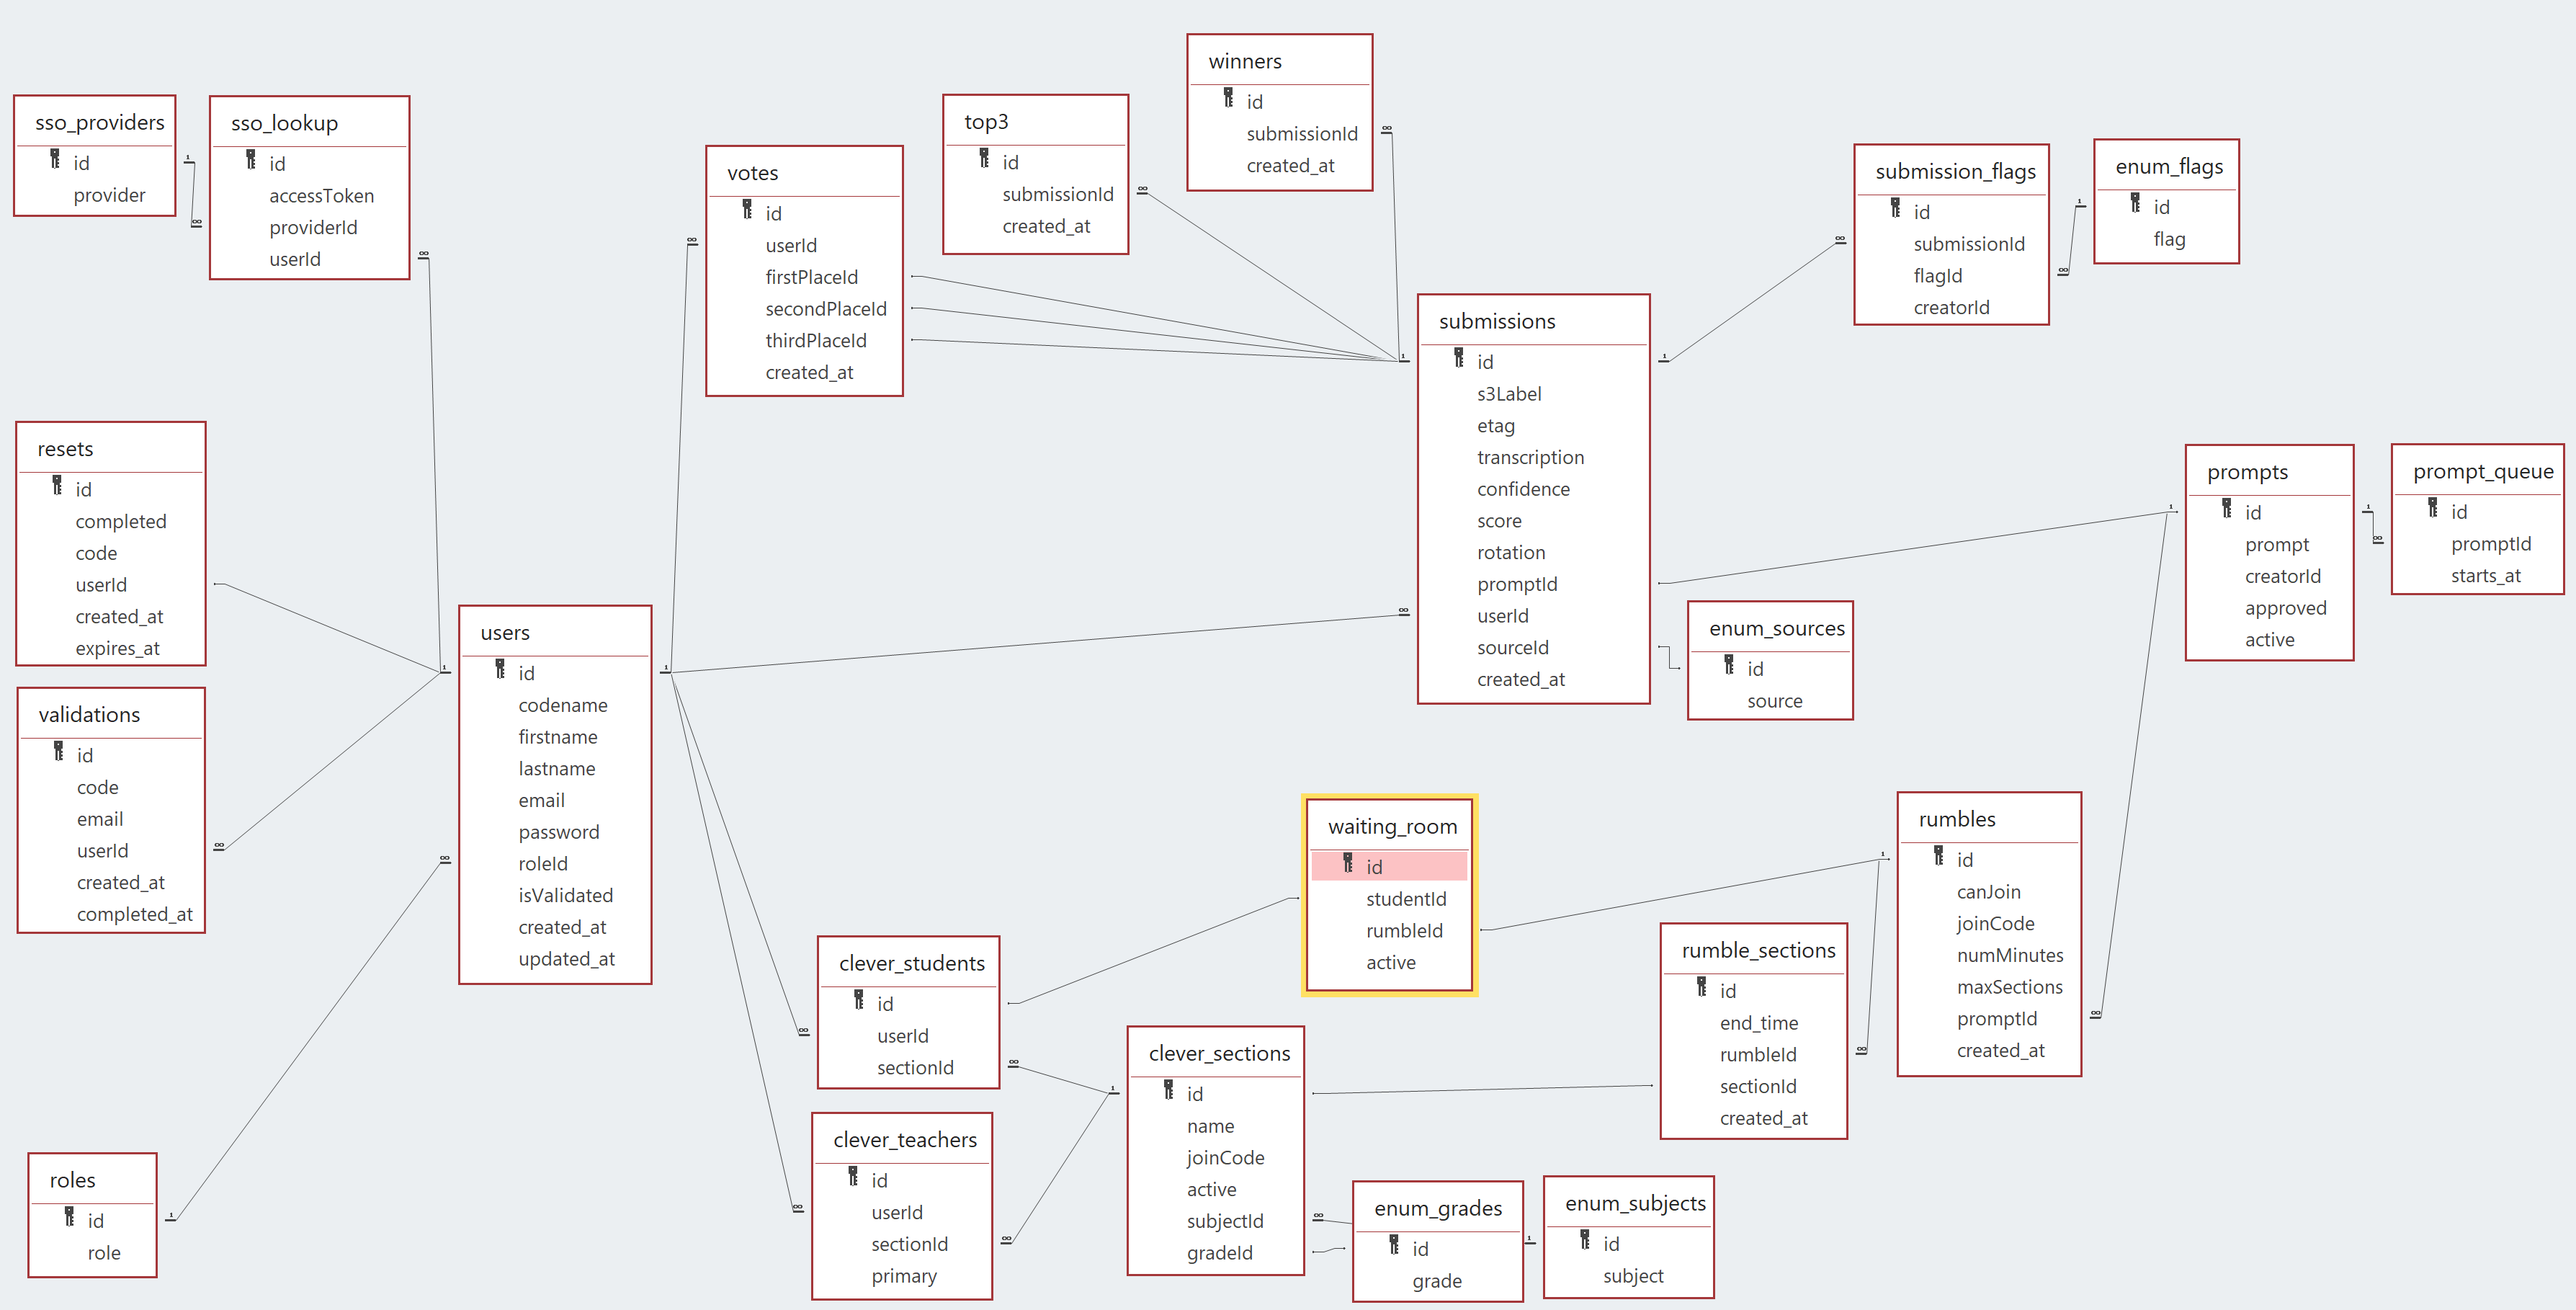 winners
id
submissionId
created_at
sso_providers
id
provider
sso_lookup
id
accessToken
providerId
userId
top3
id
submissionId
created_at
votes
id
userId
firstPlaceId
secondPlaceId
thirdPlaceId
created_at
submission_flags
id
submissionId
flagId
creatorId
enum_flags
id
flag
submissions
id
s3Label
etag
transcription
confidence
score
rotation
promptId
userId
sourceId
created_at
resets
id
completed
code
userId
created_at
expires_at
prompts
id
prompt
creatorId
approved
active
prompt_queue
id
promptId
starts_at
users
id
codename
firstname
lastname
email
password
roleId
isValidated
created_at
updated_at
enum_sources
id
source
validations
id
code
email
userId
created_at
completed_at
waiting_room
id
studentId
rumbleId
active
rumbles
id
canJoin
joinCode
numMinutes
maxSections
promptId
created_at
rumble_sections
id
end_time
rumbleId
sectionId
created_at
clever_students
id
userId
sectionId
clever_sections
id
name
joinCode
active
subjectId
gradeId
clever_teachers
id
userId
sectionId
primary
roles
id
role
enum_grades
id
grade
enum_subjects
id
subject